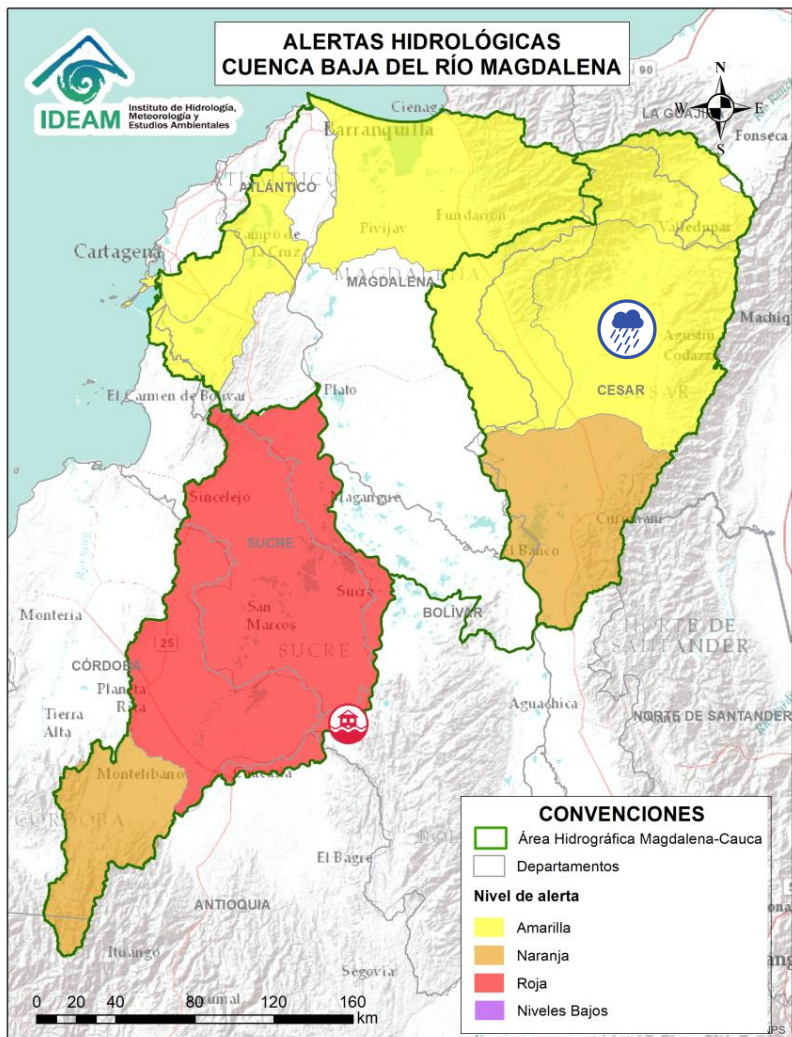 ALERTAS HIDROLÓGICAS
CUENCA BAJA DEL RÍO MAGDALENA
IDEAM
Instituto de Hidrología,
Meteorología y
Estudios Ambientales
N
W
E
S
90
Ciénaga
LA GUAJIRA
Barranquilla
Fonseca
ATLÁNTICO
Pivijay
Fundación
Valledupar
Cartagena
Campo de
la Cruz
MAGDALENA
MAGDALENA
Agustín
Codazzi
CESAR
El Carmen de Bolívar
Plato
Sincelejo
Magangue
SUCRE
El Banco
Sucre
San
Marcos
BOLÍVAR
Montería
SUCRE
NORTE DE
SANTANDER
25
CÓRDOBA
Planeta
Rica
Aguachica
Tierra
Alta
NORTE DE SANTANDER
Montelíbano
CÓRDOBA
El Bagre
ANTIOQUIA
Ituango
Segovia
CONVENCIONES
Área Hidrográfica Magdalena-Cauca
Departamentos
Nivel de alerta
Amarilla
Naranja
Roja
Niveles Bajos
0 20 40 80 120 160
km